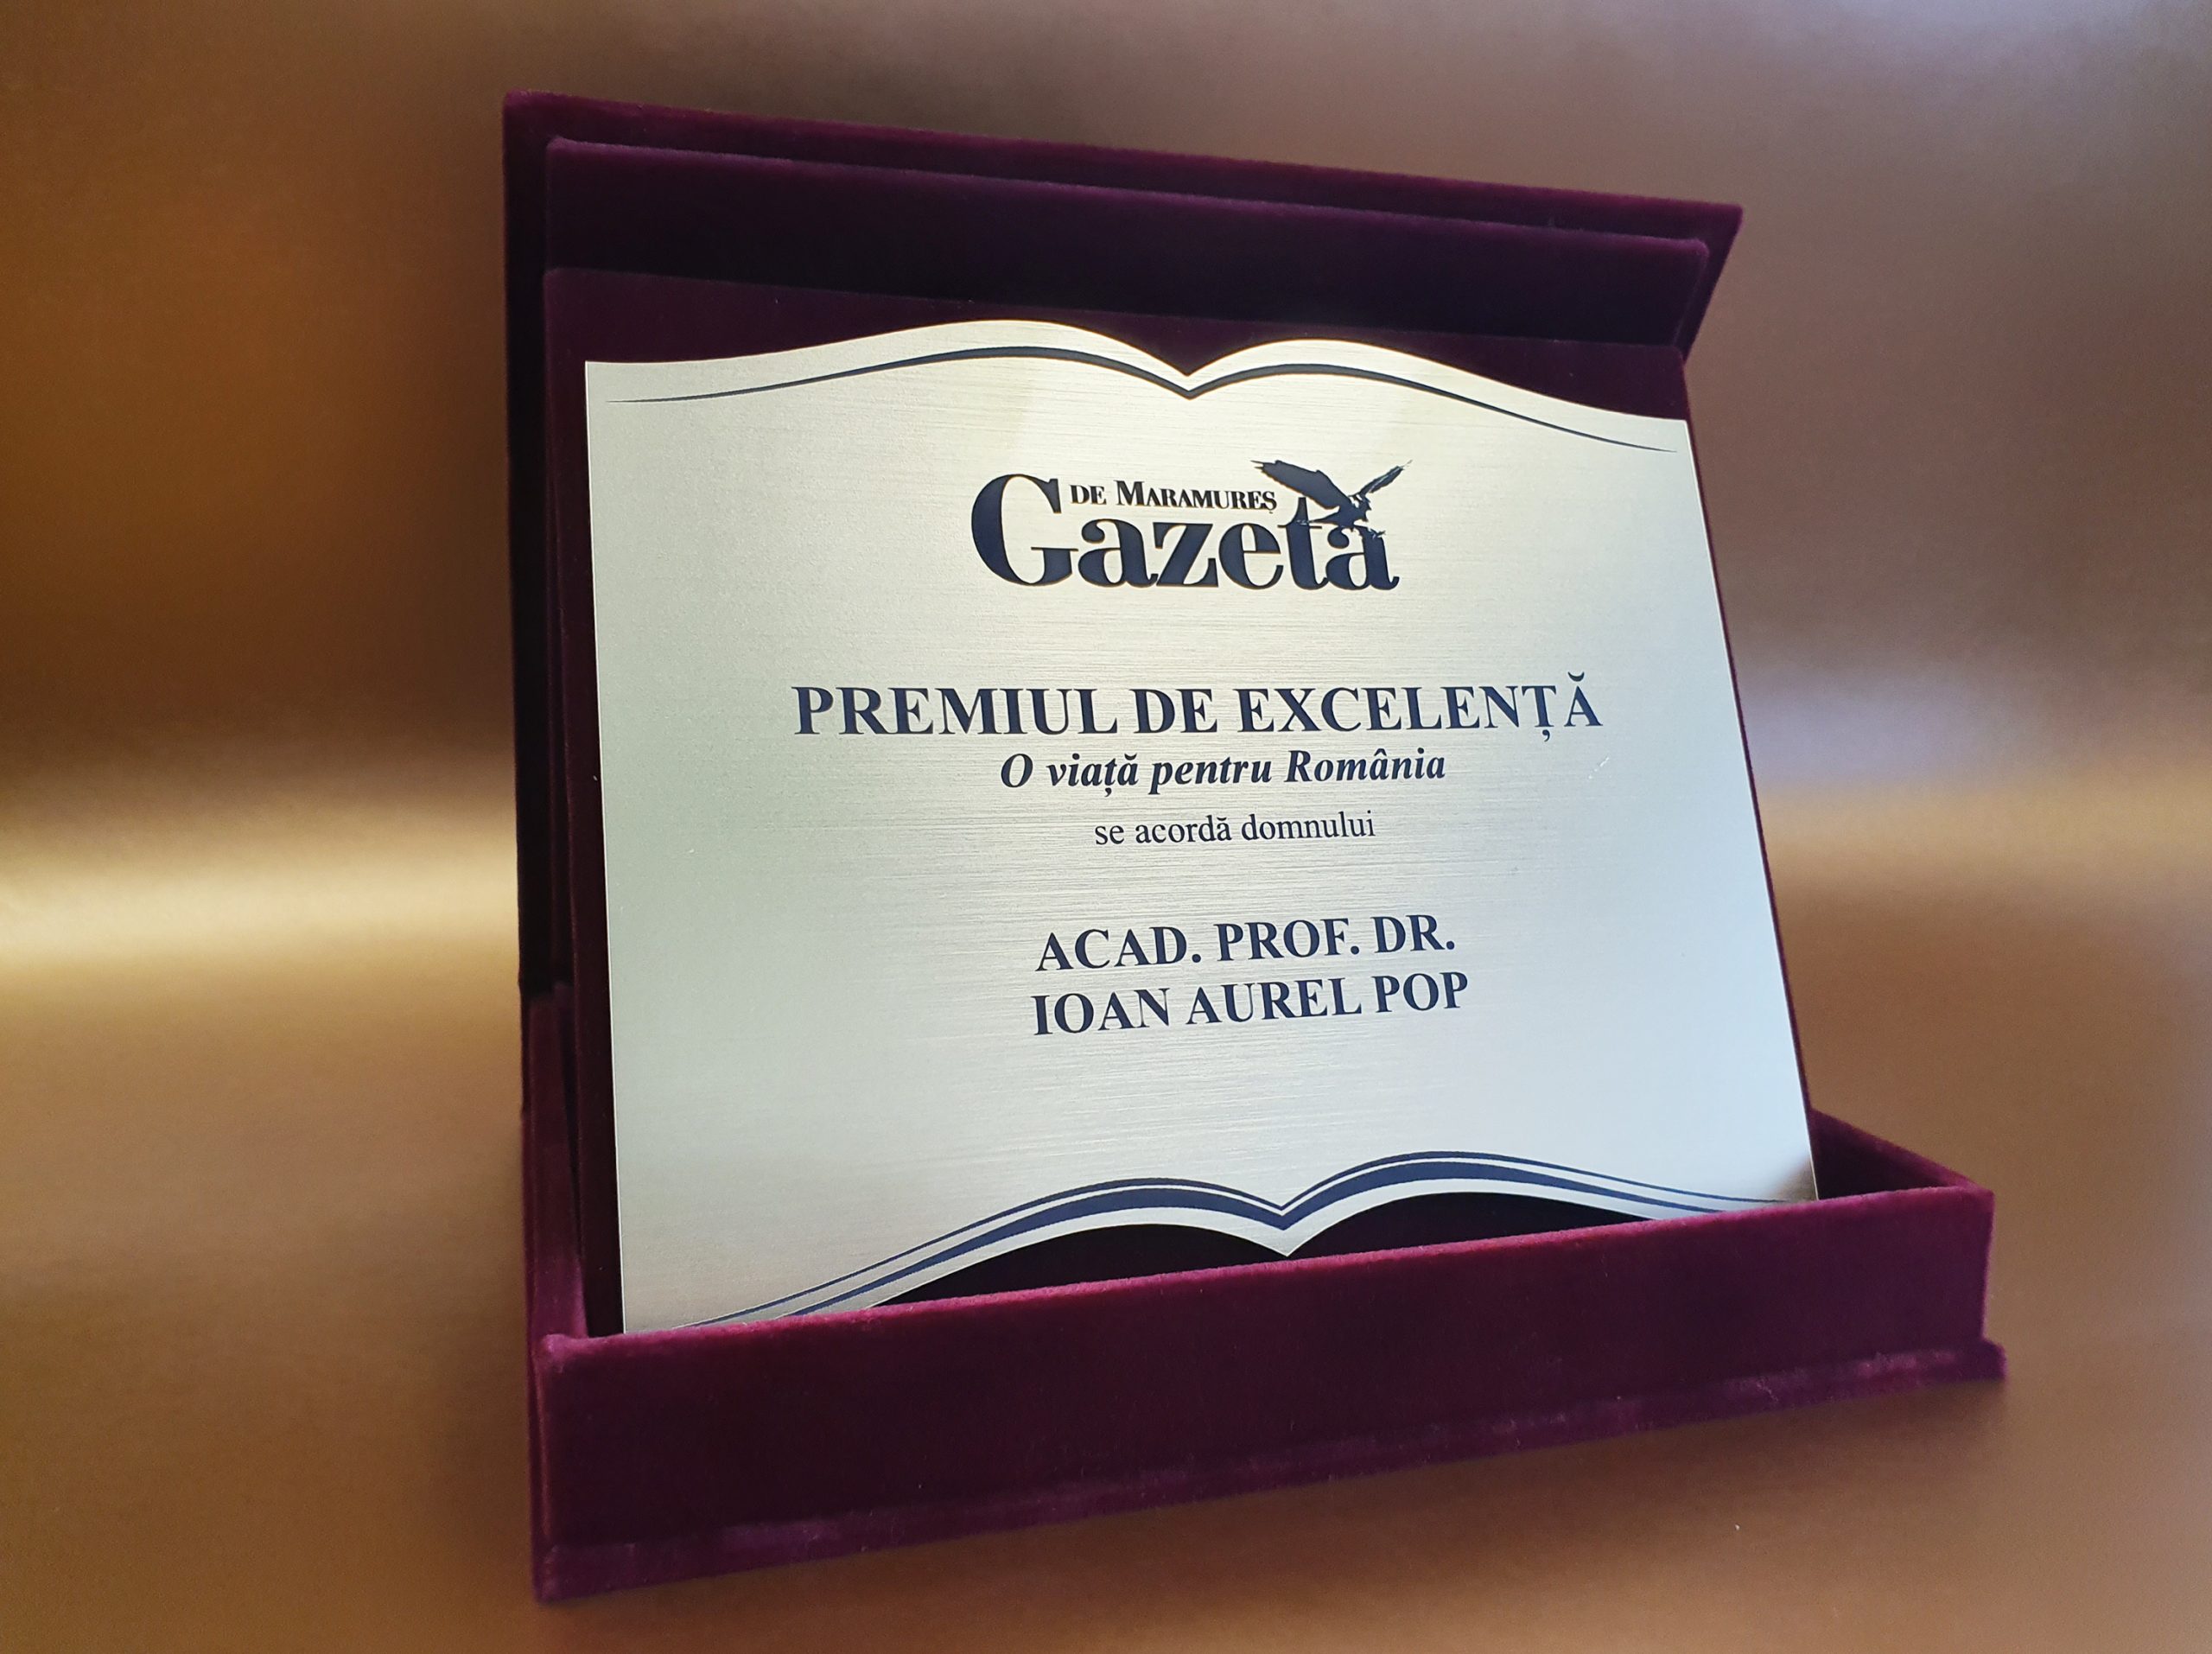 DE MARAMUREȘ
Gazeta
PREMIUL DE EXCELENȚĂ
O viață pentru România
se acordă domnului
ACAD. PROF. DR.
IOAN AUREL POP